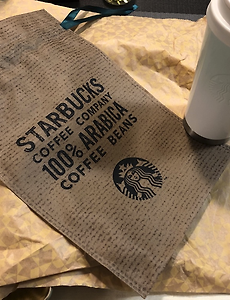 STARBUCKS
COFFEE COMPANY
100% ARABICA
COFFEE BEANS